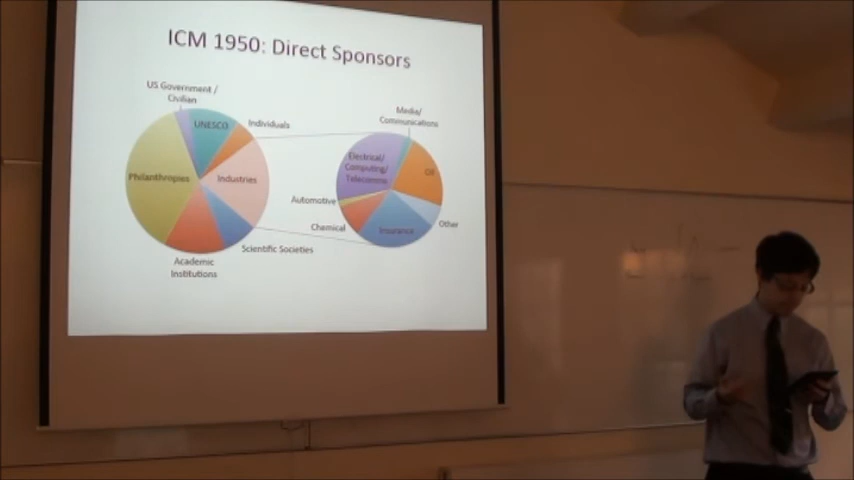 ICM 1950: Direct Sponsors
US Government /
Civilian
UNESCO
Individuals
Philanthropies
Industries
Scientific Societies
Academic
Institutions
Media/
Communications
Electrical/
Computing/
Telecomms
Oil
Automotive
Chemical
Insurance
Other